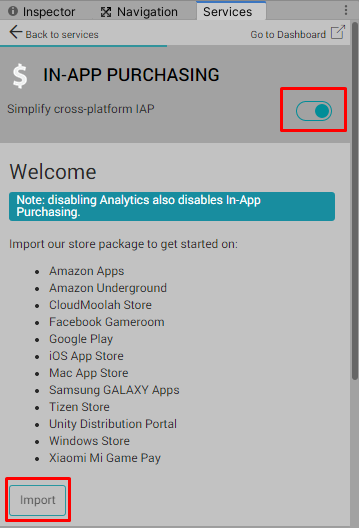 Inspector Navigation Services
Back to services Go to Dashboard
$ IN-APP PURCHASING
Simplify cross-platform IAP
Welcome
Note: disabling Analytics also disables In-App
Purchasing.
Import our store package to get started on:
• Amazon Apps
• Amazon Underground
• CloudMoolah Store
• Facebook Gameroom
• Google Play
• iOS App Store
• Mac App Store
• Samsung GALAXY Apps
• Tizen Store
• Unity Distribution Portal
• Windows Store
• Xiaomi Mi Game Pay
Import